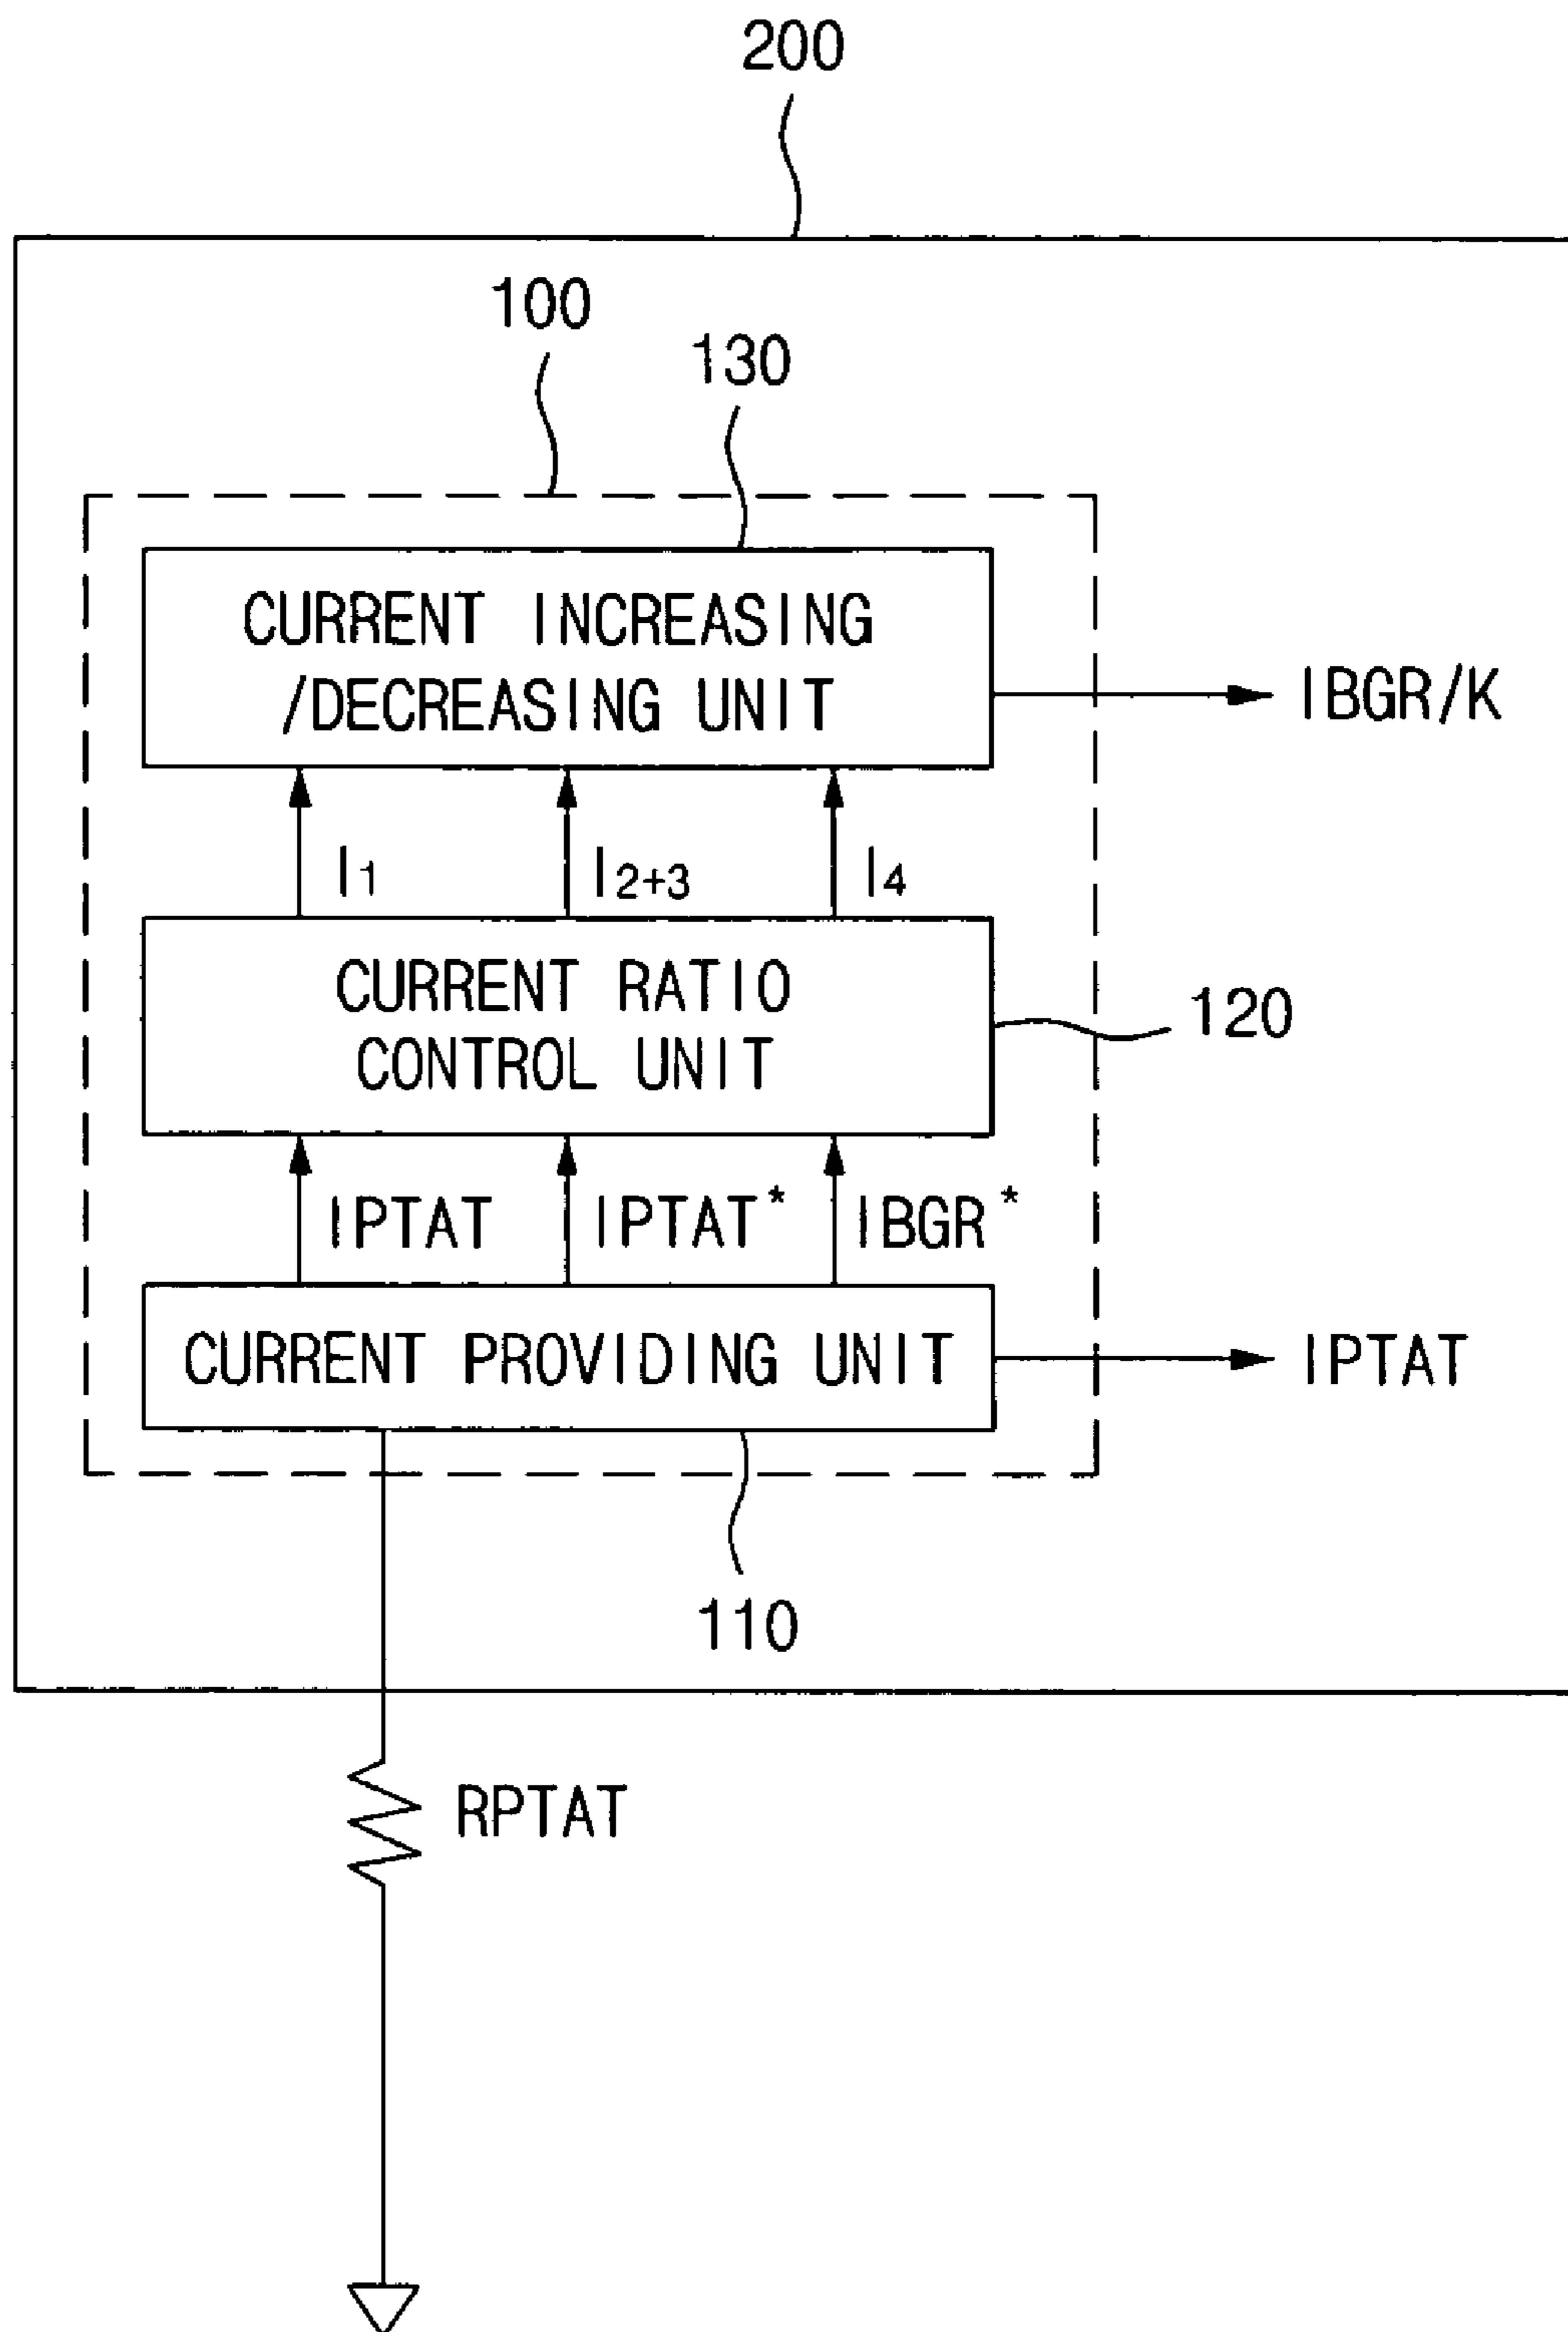 200
100
130
CURRENT INCREASING
/DECREASING UNIT
IBGR/K
I1
I2+3
I4
CURRENT RATIO
CONTROL UNIT
120
IPTAT
IPTAT*
IBGR*
CURRENT PROVIDING UNIT
IPTAT
110
RPTAT